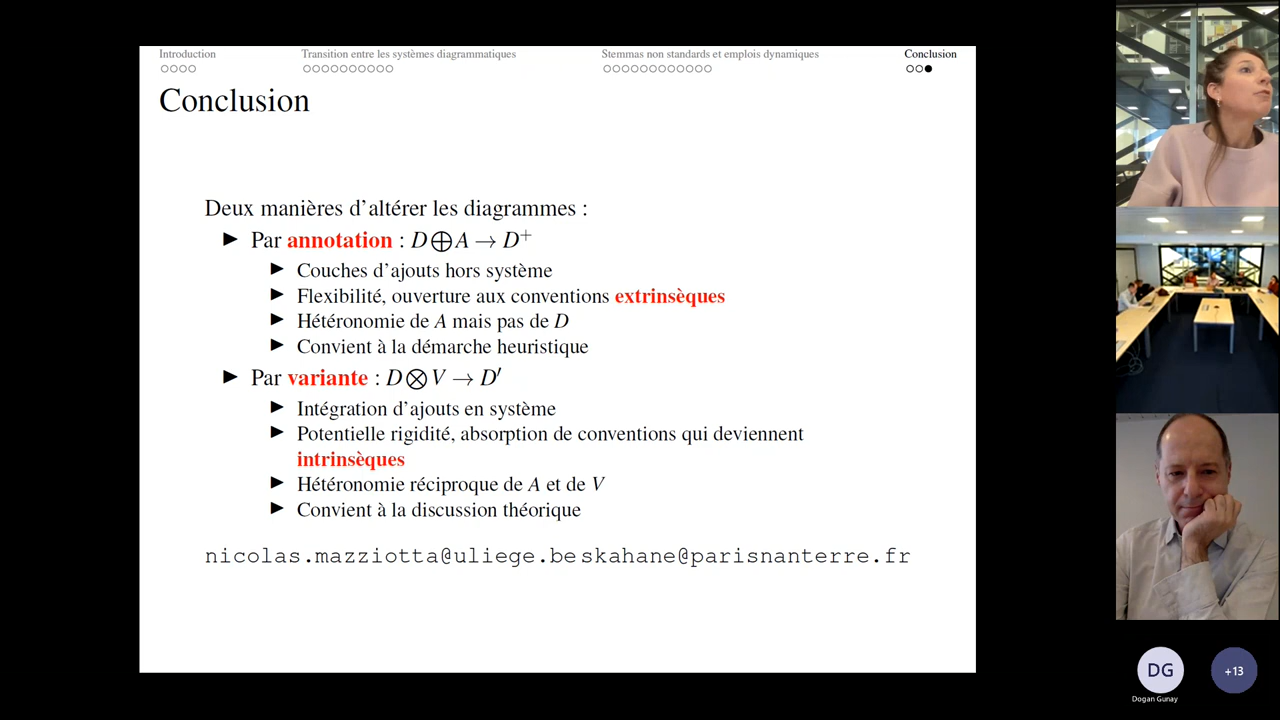 Introduction
Transition entre les systèmes diagrammatiques
Stemmas non standards et emplois dynamiques
Conclusion
Conclusion
Deux manières d'altérer les diagrammes :
► Par annotation : D⊕A → D⁺
► Couches d'ajouts hors système
► Flexibilité, ouverture aux conventions extrinsèques
► Hétéronomie de A mais pas de D
► Convient à la démarche heuristique
► Par variante : D⊗V → D′
► Intégration d'ajouts en système
► Potentielle rigidité, absorption de conventions qui deviennent
intrinsèques
► Hétéronomie réciproque de A et de V
► Convient à la discussion théorique
nicolas.mazziotta@uliege.be skahane@parisnanterre.fr
DG
+13
Dogan Gunay